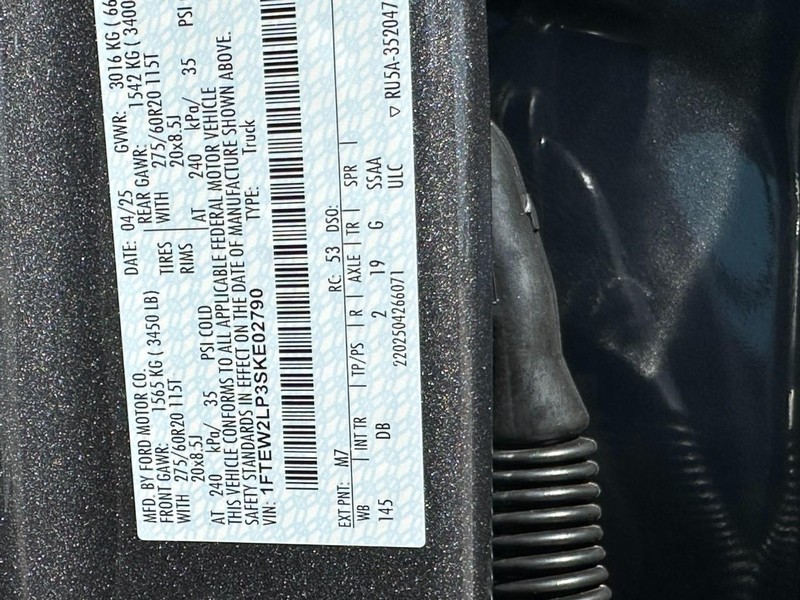 MFD. BY FORD MOTOR CO.
DATE: 04/25 GVWR: 3016 KG ( 66
FRONT GAWR: 1565 KG ( 3450 LB)
REAR GAWR: 1542 KG ( 3400
WITH 275/60R20 115T TIRES WITH 275/60R20 115T
20x8.5J RIMS 20x8.5J
AT 240 kPa/ 35 PSI COLD AT 240 kPa/ 35 PSI
THIS VEHICLE CONFORMS TO ALL APPLICABLE FEDERAL MOTOR VEHICLE
SAFETY STANDARDS IN EFFECT ON THE DATE OF MANUFACTURE SHOWN ABOVE.
VIN: 1FTEW2LP3SKE02790 TYPE: Truck
EXT PNT: M7 RC: 53 DSO:
WB | INT TR | TP/PS | R | AXLE | TR | SPR |
145 DB 2 19 G SSAA
2202504266071 ULC ▽ RU5A-352047